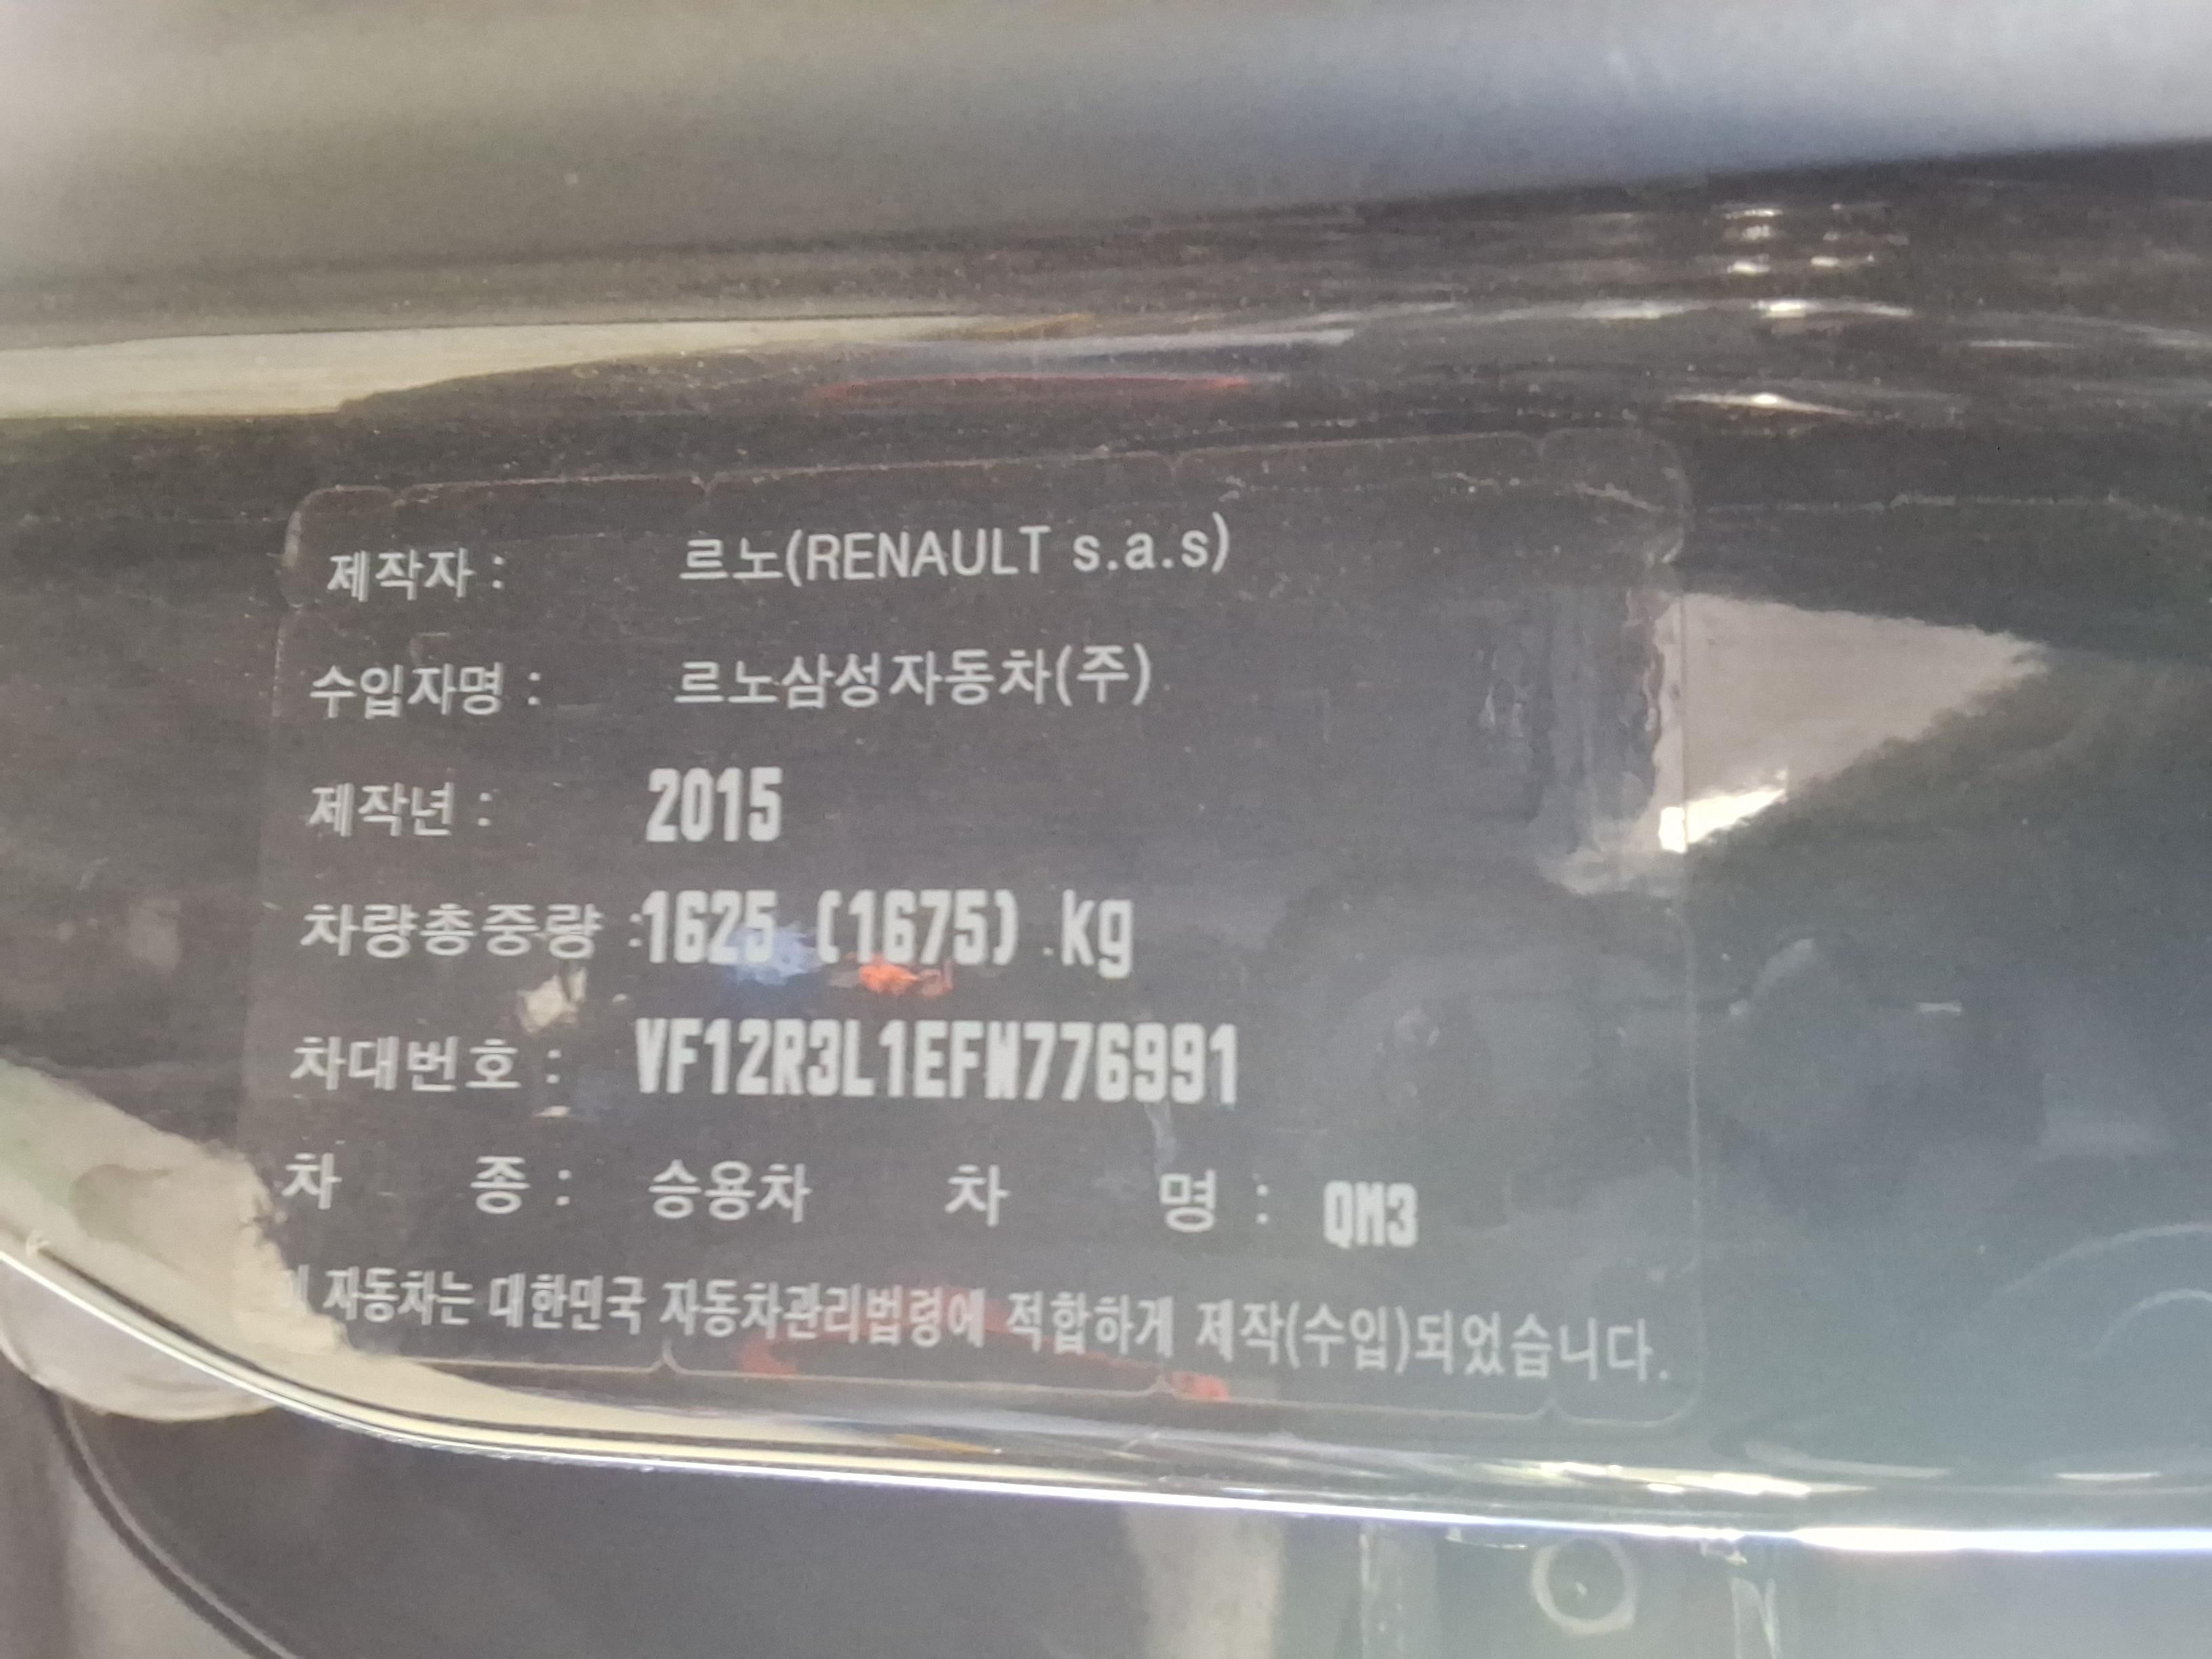 제작자 : 르노(RENAULT s.a.s)
수입자명 : 르노삼성자동차(주)
제작년 : 2015
차량총중량 : 1625 (1675) kg
차대번호 : VF12R3L1EFW776991
차 종 : 승용차 차 명 : QM3
이 자동차는 대한민국 자동차관리법령에 적합하게 제작(수입)되었습니다.